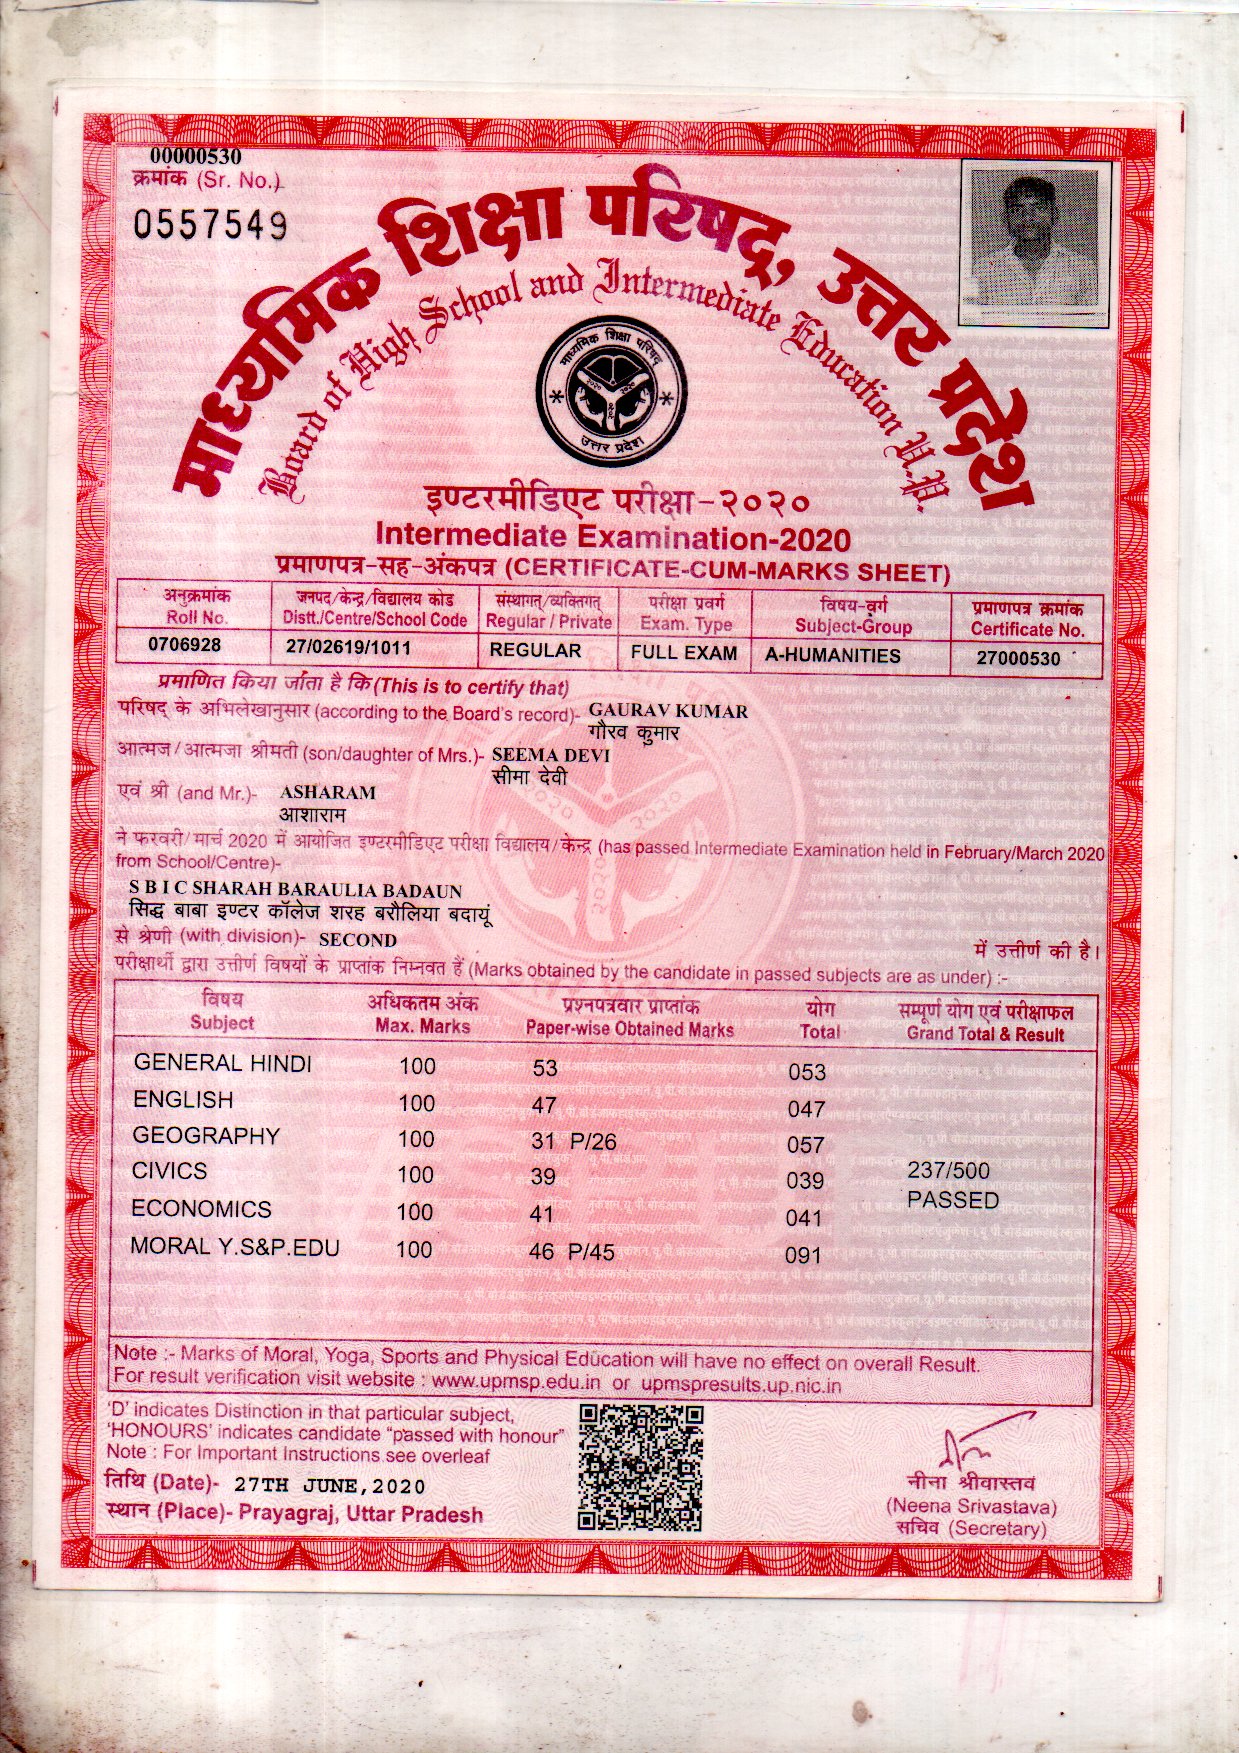 00000530
क्रमांक (Sr. No.)
0557549
माध्यमिक शिक्षा परिषद्, उत्तर प्रदेश
Board of High School and Intermediate Education U.P.
माध्यमिक शिक्षा परिषद्
२०२० २०२०
२०२०
उत्तर प्रदेश
इण्टरमीडिएट परीक्षा-२०२०
Intermediate Examination-2020
प्रमाणपत्र-सह-अंकपत्र (CERTIFICATE-CUM-MARKS SHEET)
अनुक्रमांक जनपद/केन्द्र/विद्यालय कोड संस्थागत्/व्यक्तिगत् परीक्षा प्रवर्ग विषय-वर्ग प्रमाणपत्र क्रमांक
Roll No. Distt./Centre/School Code Regular / Private Exam. Type Subject-Group Certificate No.
0706928 27/02619/1011 REGULAR FULL EXAM A-HUMANITIES 27000530
प्रमाणित किया जाता है कि (This is to certify that)
परिषद् के अभिलेखानुसार (according to the Board's record)- GAURAV KUMAR
गौरव कुमार
आत्मज/आत्मजा श्रीमती (son/daughter of Mrs.)- SEEMA DEVI
सीमा देवी
एवं श्री (and Mr.)- ASHARAM
आशाराम
ने फरवरी/मार्च 2020 में आयोजित इण्टरमीडिएट परीक्षा विद्यालय/केन्द्र (has passed Intermediate Examination held in February/March 2020
from School/Centre)-
S B I C SHARAH BARAULIA BADAUN
सिद्ध बाबा इण्टर कॉलेज शरह बरौलिया बदायूं
से श्रेणी (with division)- SECOND में उत्तीर्ण की है।
परीक्षार्थी द्वारा उत्तीर्ण विषयों के प्राप्तांक निम्नवत हैं (Marks obtained by the candidate in passed subjects are as under) :-
विषय अधिकतम अंक प्रश्नपत्रवार प्राप्तांक योग सम्पूर्ण योग एवं परीक्षाफल
Subject Max. Marks Paper-wise Obtained Marks Total Grand Total & Result
GENERAL HINDI 100 53 053
ENGLISH 100 47 047
GEOGRAPHY 100 31 P/26 057
CIVICS 100 39 039 237/500
PASSED
ECONOMICS 100 41 041
MORAL Y.S&P.EDU 100 46 P/45 091
Note :- Marks of Moral, Yoga, Sports and Physical Education will have no effect on overall Result.
For result verification visit website : www.upmsp.edu.in or upmspresults.up.nic.in
'D' indicates Distinction in that particular subject,
'HONOURS' indicates candidate "passed with honour"
Note : For Important Instructions see overleaf
तिथि (Date)- 27TH JUNE,2020
स्थान (Place)- Prayagraj, Uttar Pradesh
नीना श्रीवास्तव
(Neena Srivastava)
सचिव (Secretary)